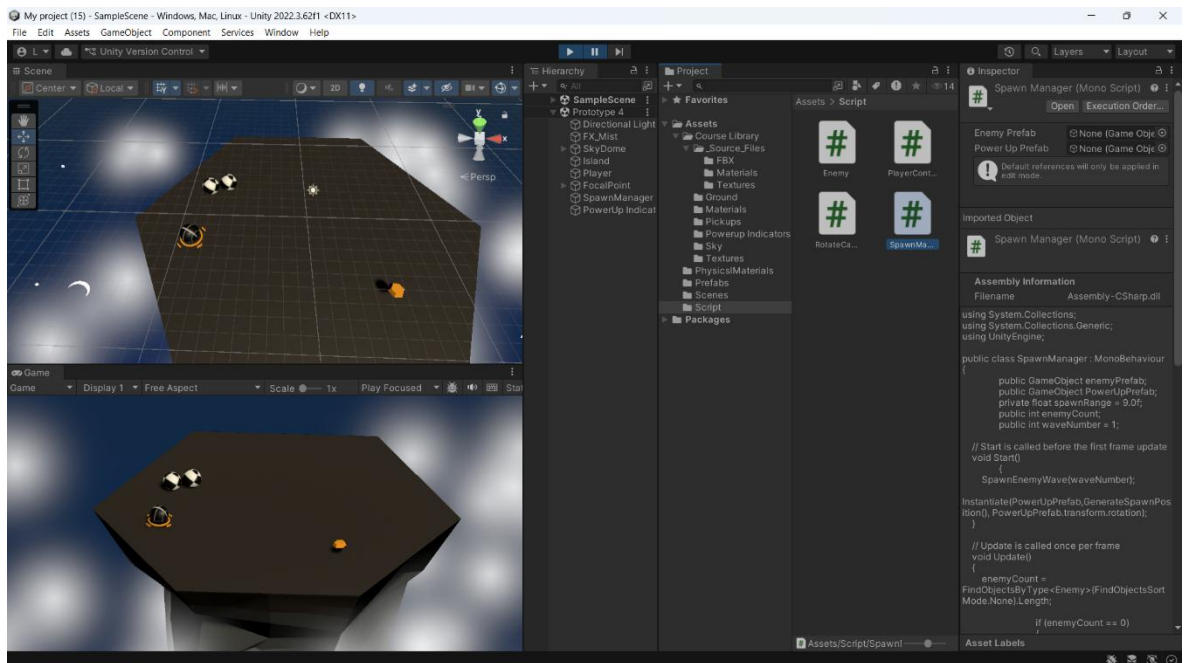 My project (15) - SampleScene - Windows, Mac, Linux - Unity 2022.3.62f1 <DX11>
File Edit Assets GameObject Component Services Window Help
L Unity Version Control Layers Layout
Scene
Center Local 2D
Y
x
Persp
Game
Game Display 1 Free Aspect Scale 1x Play Focused Stat
Hierarchy
All
SampleScene
Prototype 4
Directional Light
FX_Mist
SkyDome
Island
Player
FocalPoint
SpawnManager
PowerUp Indicat
Project
14
Favorites
Assets
Course Library
_Source_Files
FBX
Materials
Textures
Ground
Materials
Pickups
Powerup Indicators
Sky
Textures
PhysicslMaterials
Prefabs
Scenes
Script
Packages
Assets > Script
Enemy PlayerCont...
RotateCa... SpawnMa...
Assets/Script/Spawn
Inspector
Spawn Manager (Mono Script)
Open Execution Order...
Enemy Prefab None (Game Obje
Power Up Prefab None (Game Obje
Default references will only be applied in
edit mode.
Imported Object
Spawn Manager (Mono Script)
Assembly Information
Filename Assembly-CSharp.dll
using System.Collections;
using System.Collections.Generic;
using UnityEngine;
public class SpawnManager : MonoBehaviour
{
public GameObject enemyPrefab;
public GameObject PowerUpPrefab;
private float spawnRange = 9.0f;
public int enemyCount;
public int waveNumber = 1;
// Start is called before the first frame update
void Start()
{
SpawnEnemyWave(waveNumber);
Instantiate(PowerUpPrefab,GenerateSpawnPos
ition(), PowerUpPrefab.transform.rotation);
}
// Update is called once per frame
void Update()
{
enemyCount =
FindObjectsByType<Enemy>(FindObjectsSort
Mode.None).Length;
if (enemyCount == 0)
Asset Labels